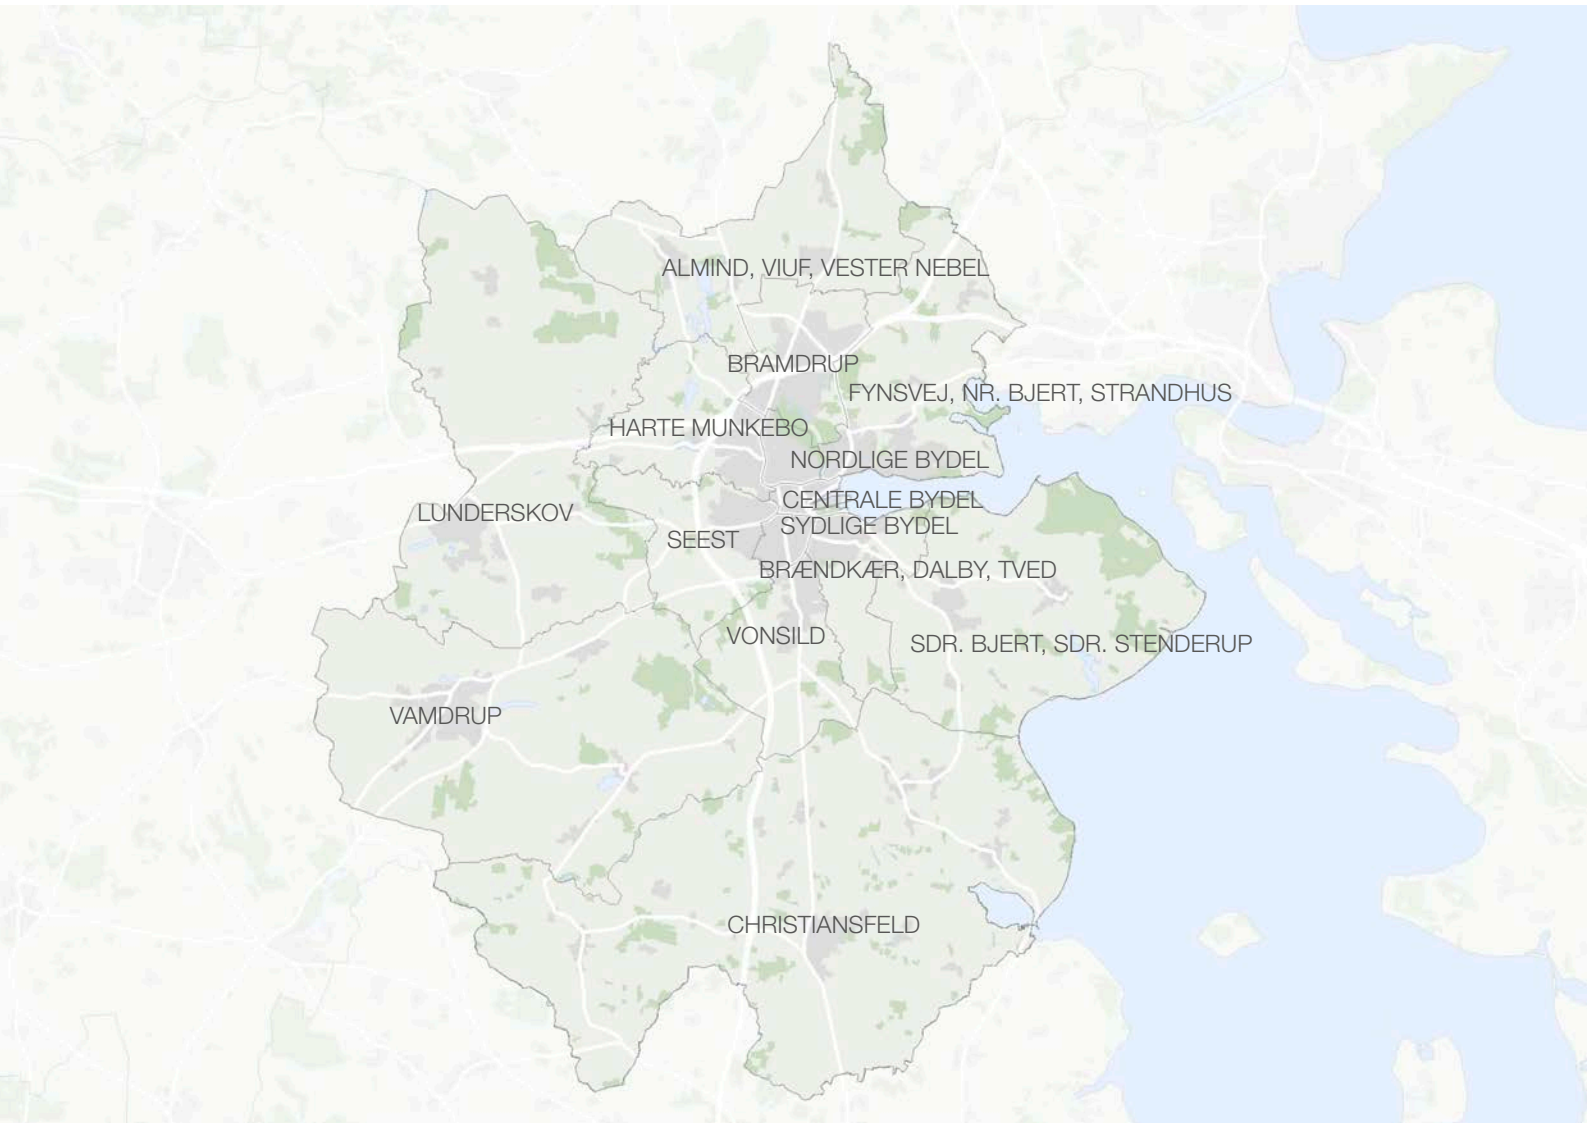 ALMIND, VIUF, VESTER NEBEL
BRAMDRUP
FYNSVEJ, NR. BJERT, STRANDHUS
HARTE MUNKEBO
NORDLIGE BYDEL
CENTRALE BYDEL
LUNDERSKOV
SYDLIGE BYDEL
SEEST
BRÆNDKÆR, DALBY, TVED
VONSILD
SDR. BJERT, SDR. STENDERUP
VAMDRUP
CHRISTIANSFELD